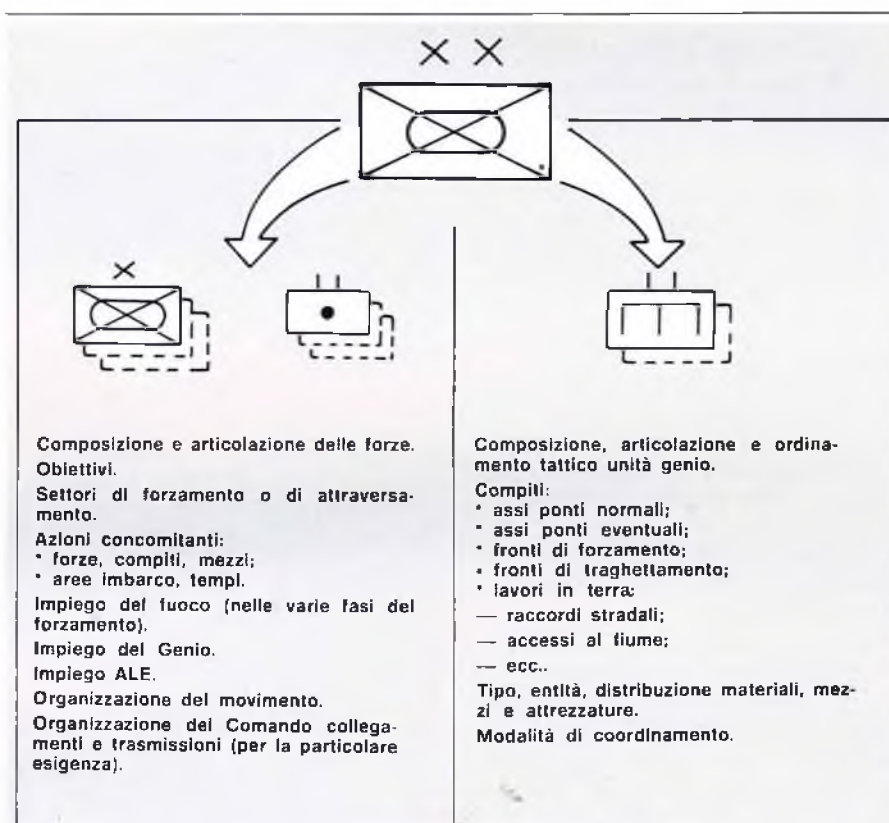 Composizione e articolazione delle forze.
Obiettivi.
Settori di forzamento o di attraversa-
mento.
Azioni concomitanti:
• forze, compiti, mezzi;
• aree imbarco, tempi.
Impiego del fuoco (nelle varie fasi del
forzamento).
Impiego del Genio.
Impiego ALE.
Organizzazione del movimento.
Organizzazione del Comando collega-
menti e trasmissioni (per la particolare
esigenza).
Composizione, articolazione e ordina-
mento tattico unità genio.
Compiti:
• assi ponti normali;
• assi ponti eventuali;
• fronti di forzamento;
• fronti di traghettamento;
• lavori in terra:
— raccordi stradali;
— accessi al fiume;
— ecc..
Tipo, entità, distribuzione materiali, mez-
zi e attrezzature.
Modalità di coordinamento.